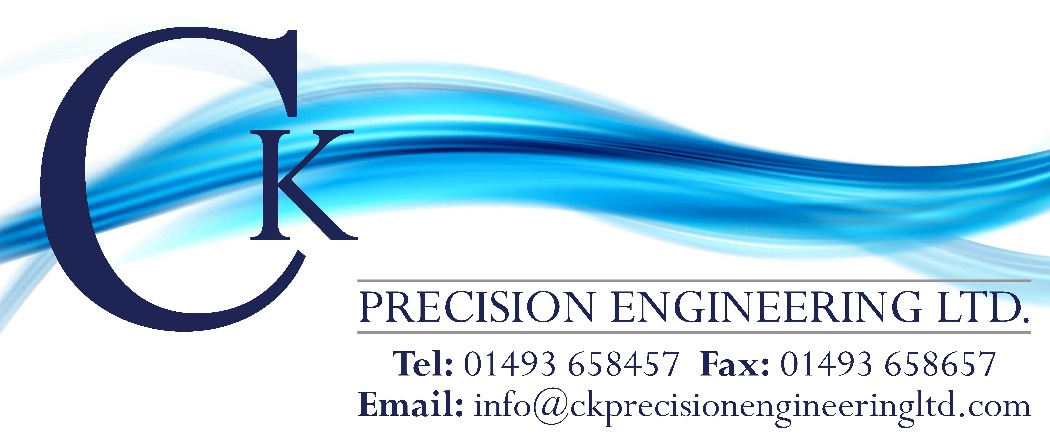 CK
PRECISION ENGINEERING LTD.
Tel: 01493 658457 Fax: 01493 658657
Email: info@ckprecisionengineeringltd.com